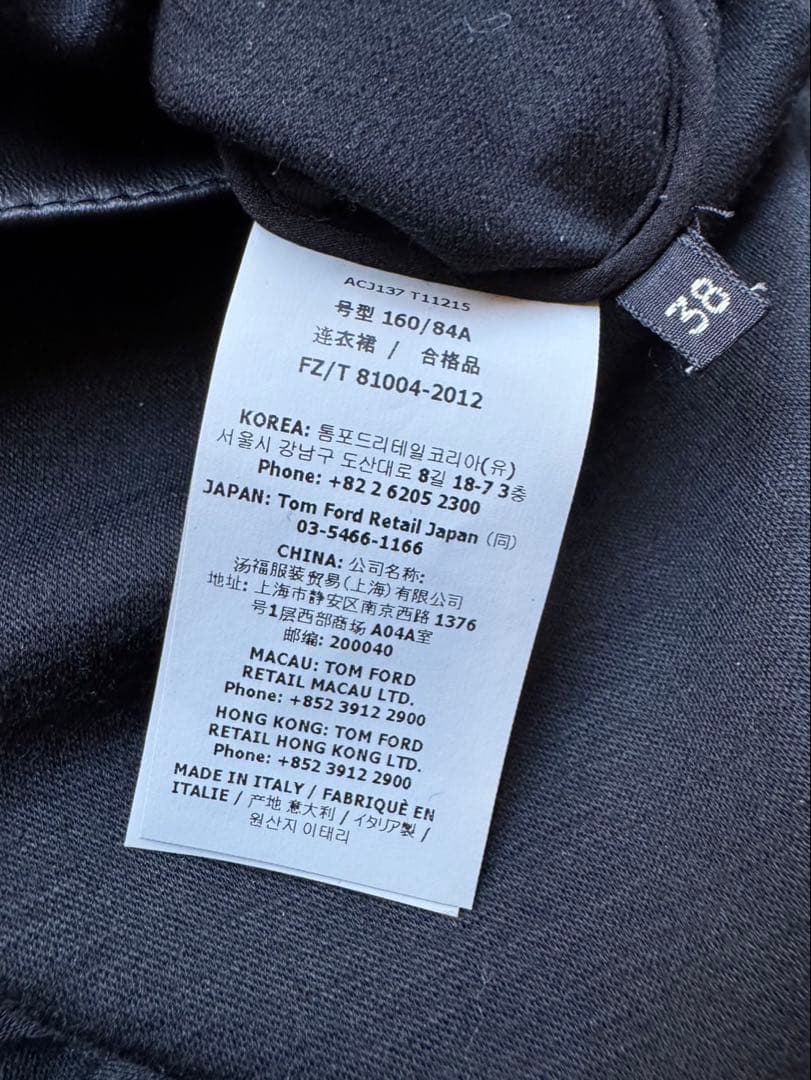 ACJ137 T11215
号型 160/84A
连衣裙 / 合格品
FZ/T 81004-2012
KOREA: 톰포드리테일코리아(유)
서울시 강남구 도산대로 8길 18-7 3층
Phone: +82 2 6205 2300
JAPAN: Tom Ford Retail Japan (同)
03-5466-1166
CHINA: 公司名称:
汤福服装贸易(上海)有限公司
地址: 上海市静安区南京西路 1376
号1层西部商场 A04A室
邮编: 200040
MACAU: TOM FORD
RETAIL MACAU LTD.
Phone: +852 3912 2900
HONG KONG: TOM FORD
RETAIL HONG KONG LTD.
Phone: +852 3912 2900
MADE IN ITALY / FABRIQUÈ EN
ITALIE / 产地 意大利 / イタリア製 /
원산지 이태리
38